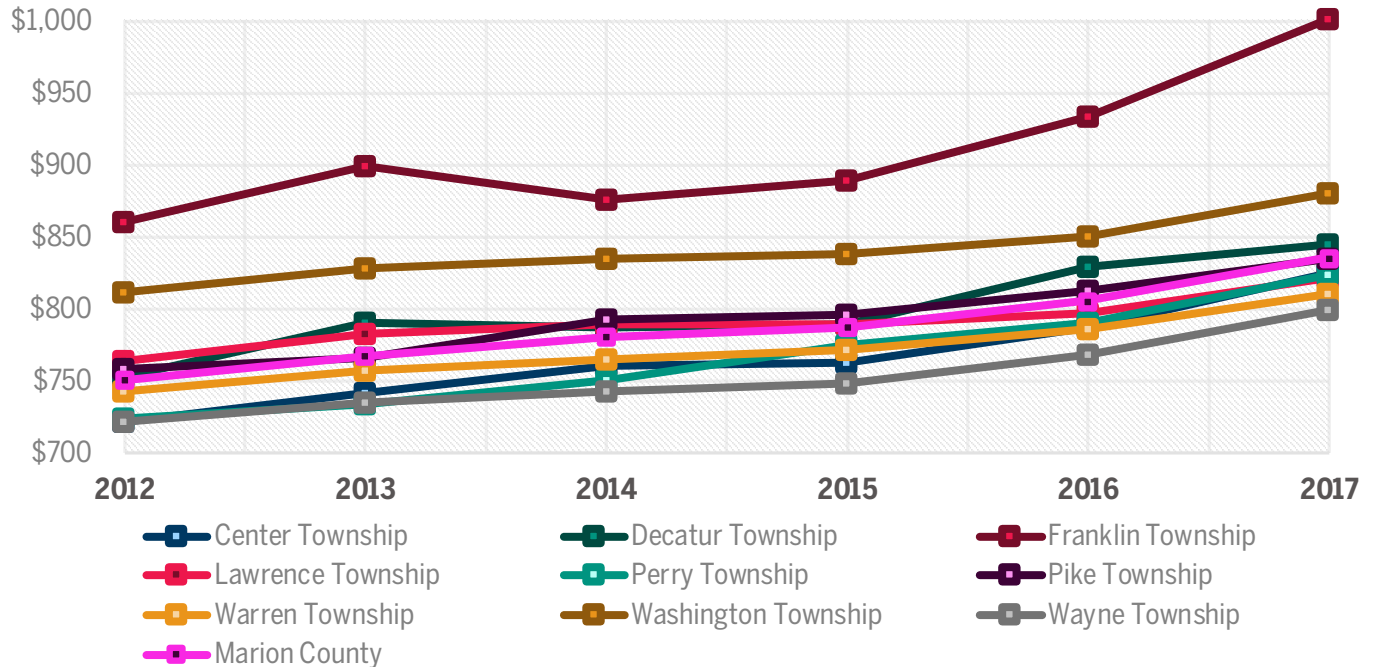 $1,000
$950
$900
$850
$800
$750
$700
2012 2013 2014 2015 2016 2017
Center Township Decatur Township Franklin Township
Lawrence Township Perry Township Pike Township
Warren Township Washington Township Wayne Township
Marion County